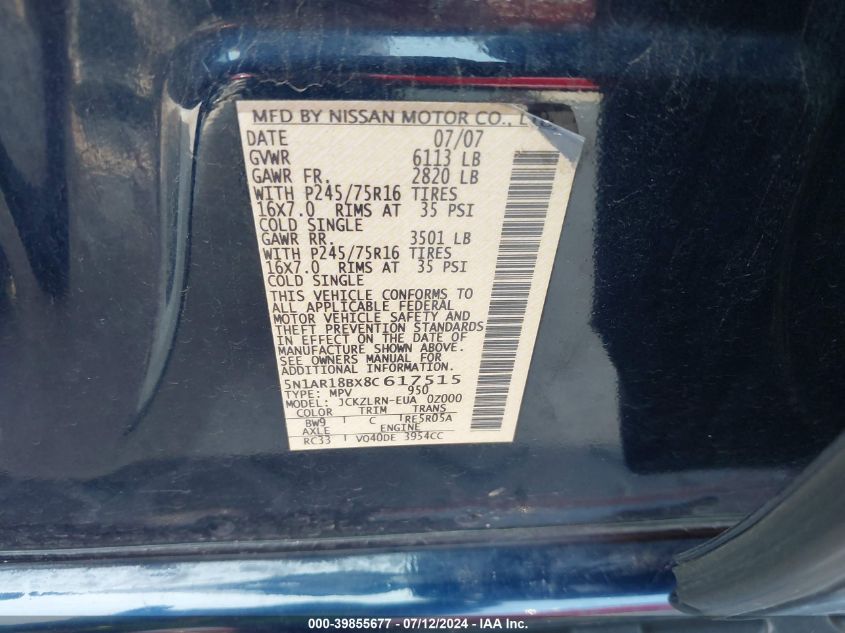 MFD BY NISSAN MOTOR CO.,
DATE 07/07
GVWR 6113 LB
GAWR FR. 2820 LB
WITH P245/75R16 TIRES
16X7.0 RIMS AT 35 PSI
COLD SINGLE
GAWR RR. 3501 LB
WITH P245/75R16 TIRES
16X7.0 RIMS AT 35 PSI
COLD SINGLE
THIS VEHICLE CONFORMS TO
ALL APPLICABLE FEDERAL
MOTOR VEHICLE SAFETY AND
THEFT PREVENTION STANDARDS
IN EFFECT ON THE DATE OF
MANUFACTURE SHOWN ABOVE.
SEE OWNERS MANUAL FOR
ADDITIONAL INFORMATION.
5N1AR18BX8C617515
TYPE: MPV 950
MODEL: JCKZLRN-EUA 0Z000
COLOR TRIM TRANS
BW9 C RE5R05A
AXLE ENGINE
RC33 VQ40DE 3954CC
000-39855677 / 07/12/2024 - IAA Inc.